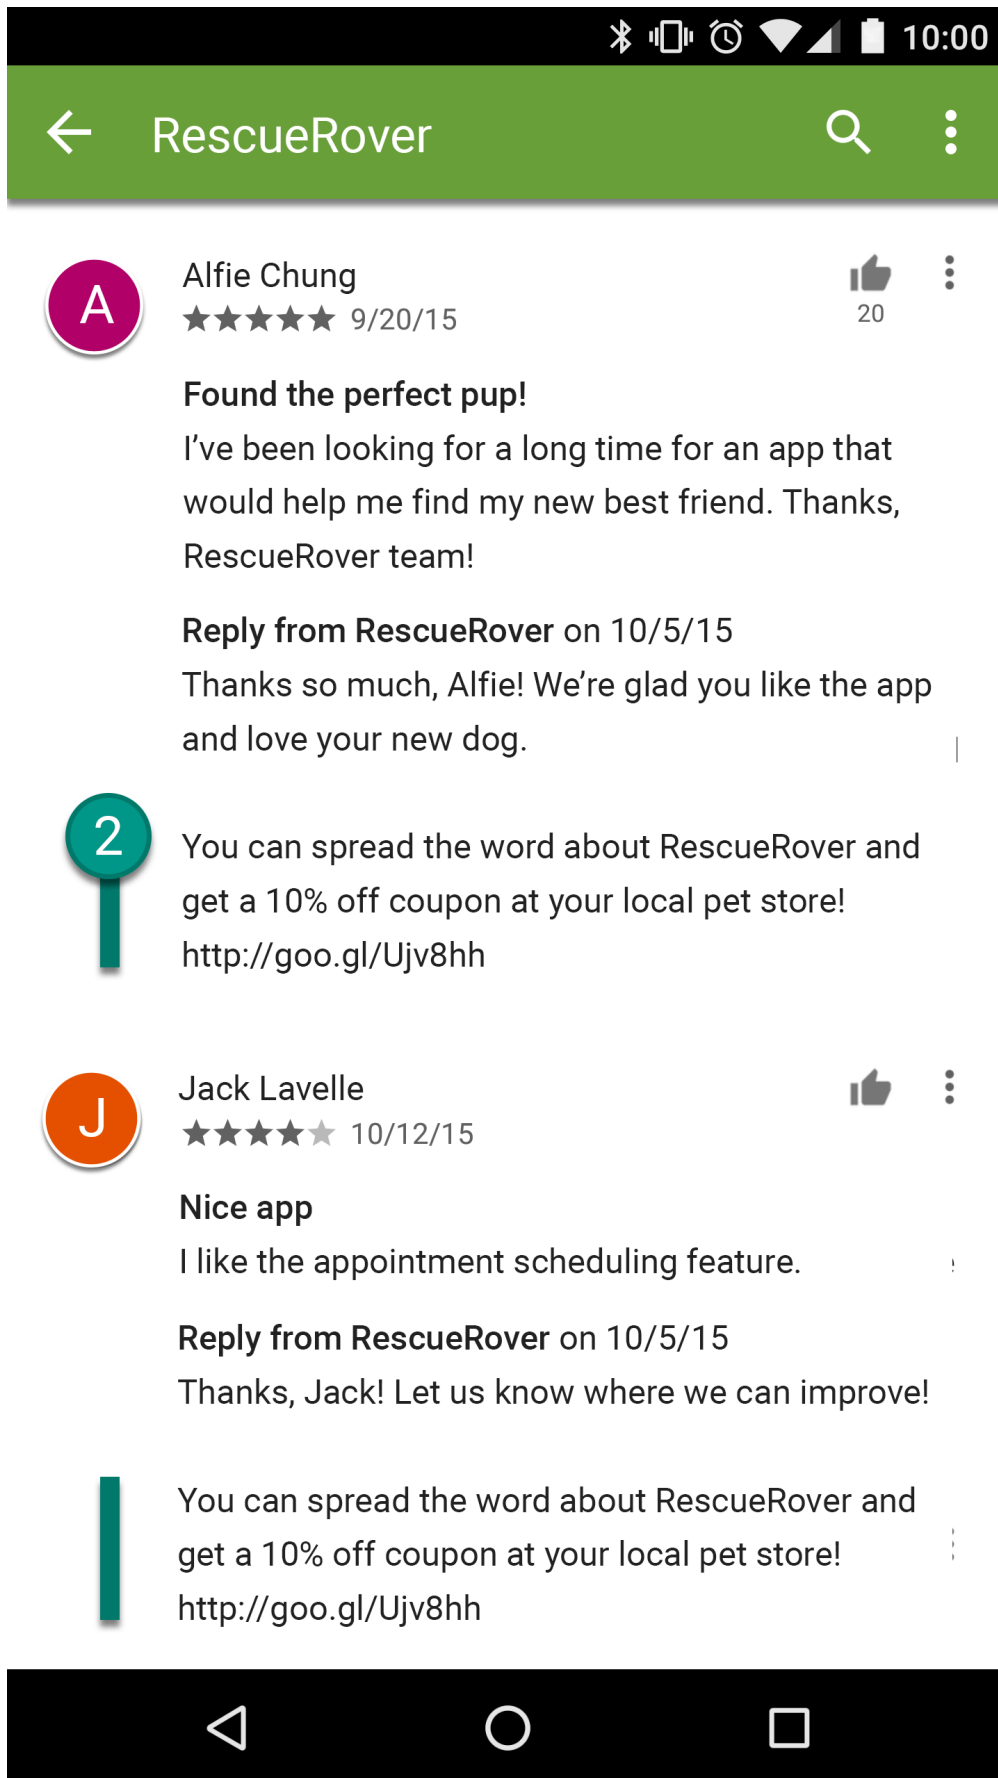 10:00
RescueRover
A
Alfie Chung
9/20/15
20
Found the perfect pup!
I’ve been looking for a long time for an app that
would help me find my new best friend. Thanks,
RescueRover team!
Reply from RescueRover on 10/5/15
Thanks so much, Alfie! We’re glad you like the app
and love your new dog.
2
You can spread the word about RescueRover and
get a 10% off coupon at your local pet store!
http://goo.gl/Ujv8hh
J
Jack Lavelle
10/12/15
Nice app
I like the appointment scheduling feature.
Reply from RescueRover on 10/5/15
Thanks, Jack! Let us know where we can improve!
You can spread the word about RescueRover and
get a 10% off coupon at your local pet store!
http://goo.gl/Ujv8hh